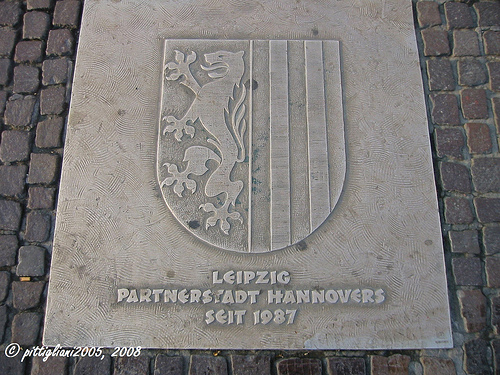 LEIPZIG
PARTNERSTADT HANNOVERS
SEIT 1987
© pittigliani2005, 2008